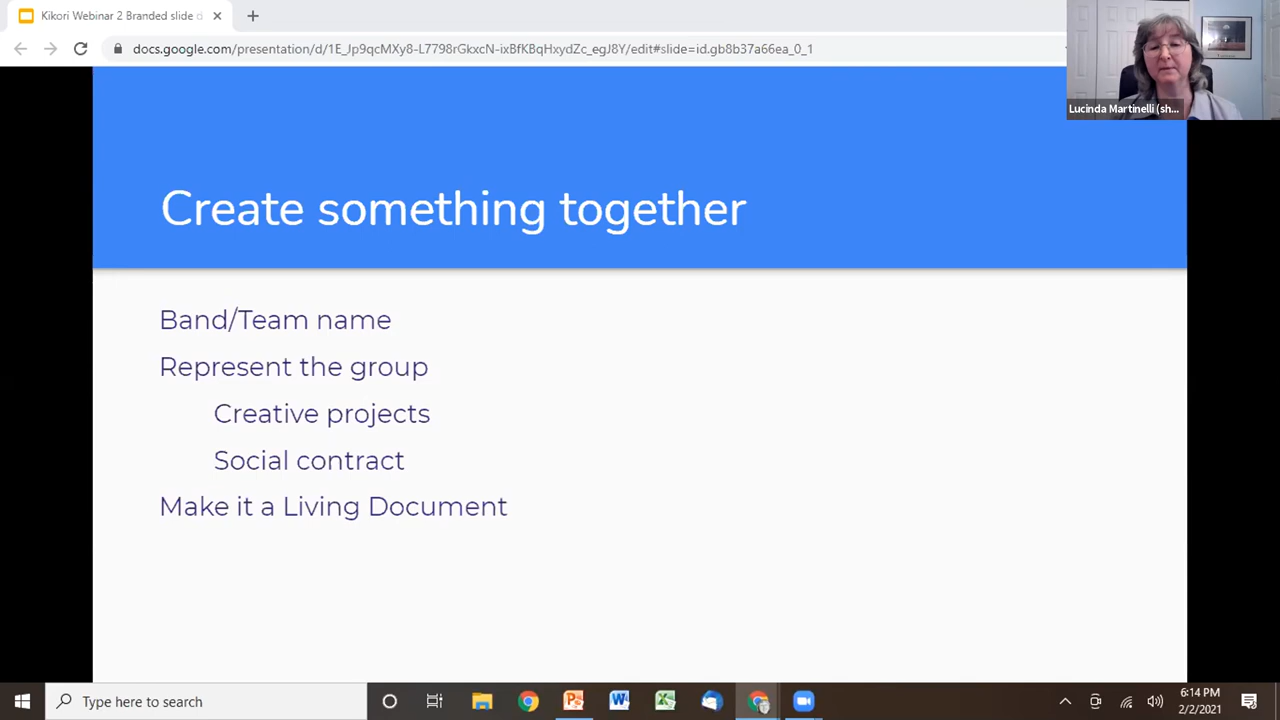 Kikori Webinar 2 Branded slide d
docs.google.com/presentation/d/1E_Jp9qcMXy8-L7798rGkxcN-ixBfKBqHxydZc_egJ8Y/edit#slide=id.gb8b37a66ea_0_1
Lucinda Martinelli (sh...
Create something together
Band/Team name
Represent the group
Creative projects
Social contract
Make it a Living Document
Type here to search
6:14 PM
2/2/2021